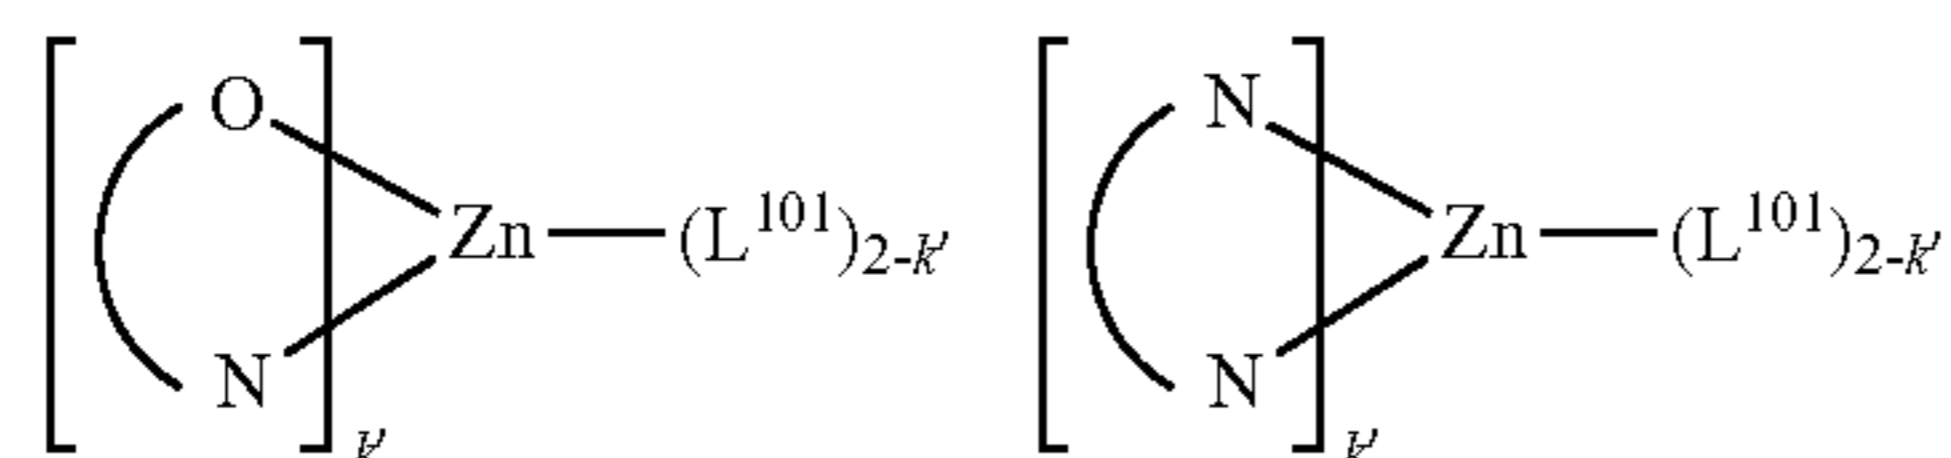 O N
Zn—(L¹⁰¹)₂₋ₖ' Zn—(L¹⁰¹)₂₋ₖ'
N N
k' k'